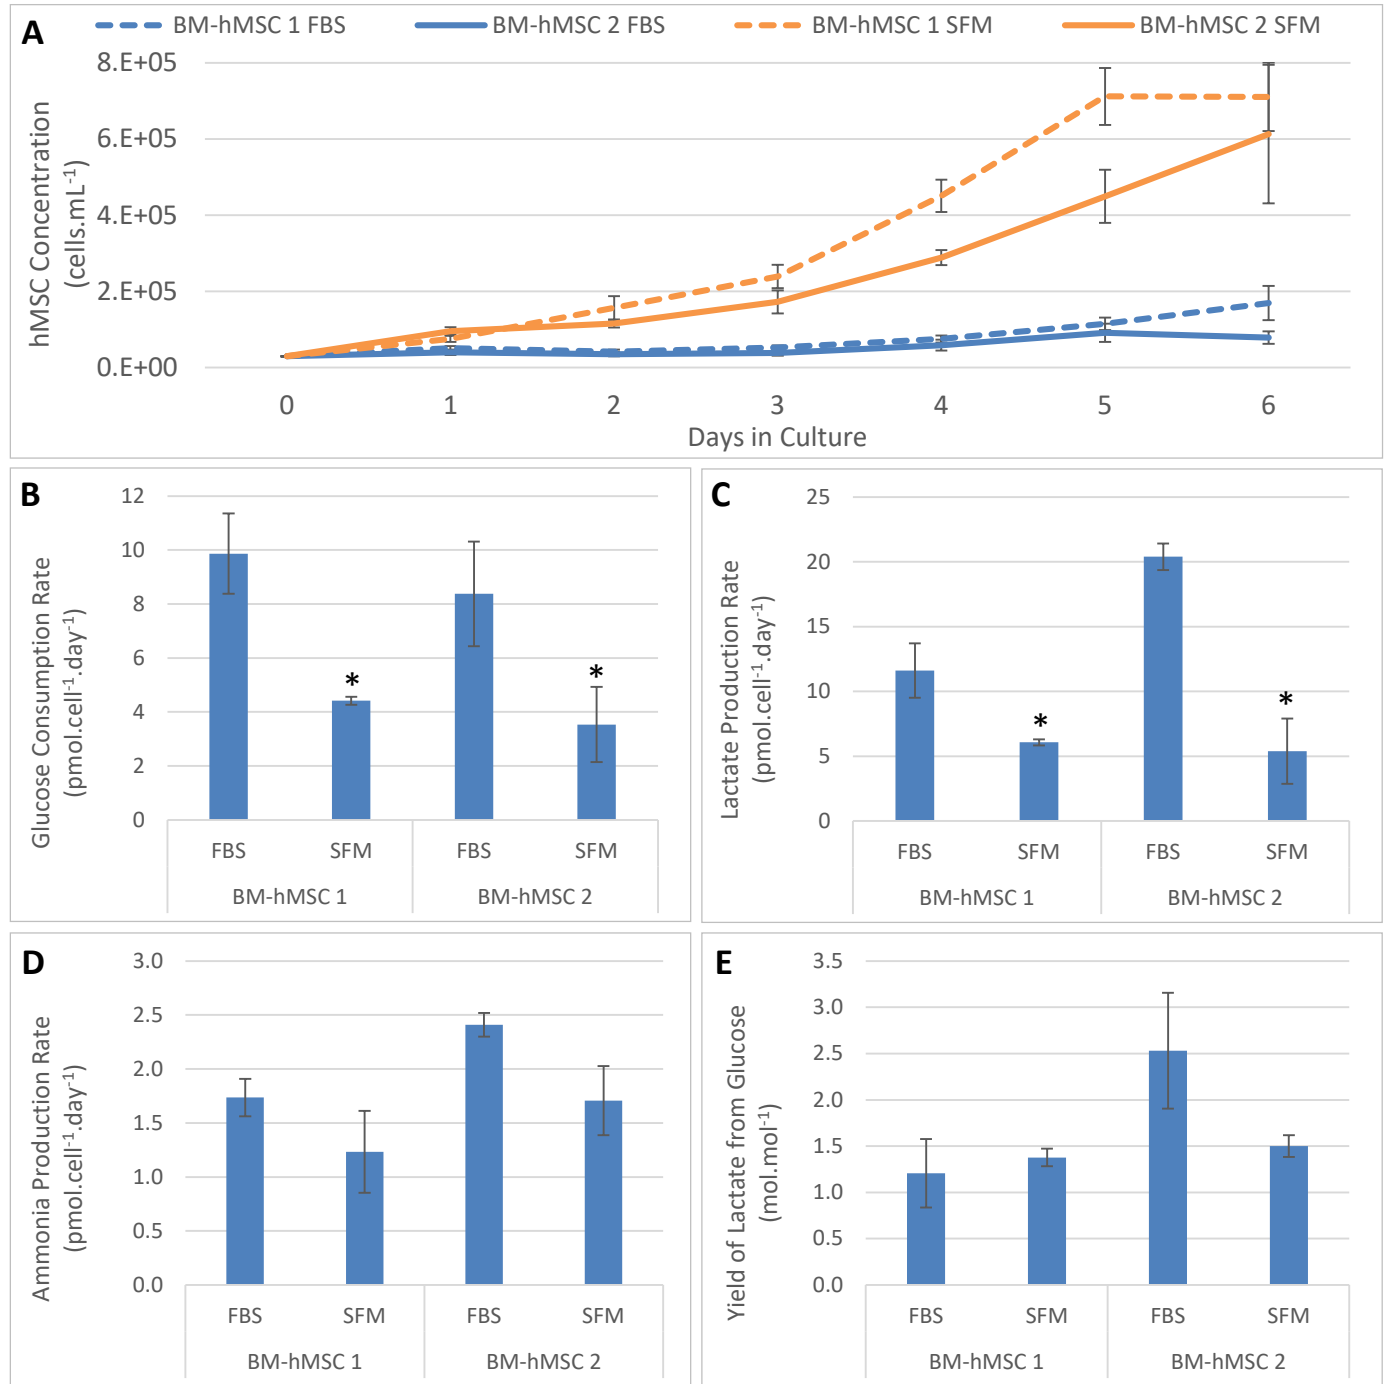 A
BM-hMSC 1 FBS BM-hMSC 2 FBS BM-hMSC 1 SFM BM-hMSC 2 SFM
hMSC Concentration
(cells.mL⁻¹)
8.E+05
6.E+05
4.E+05
2.E+05
0.E+00
0 1 2 3 4 5 6
Days in Culture
B
Glucose Consumption Rate
(pmol.cell⁻¹.day⁻¹)
12
10
8
6
4
2
0
* *
FBS SFM FBS SFM
BM-hMSC 1 BM-hMSC 2
C
Lactate Production Rate
(pmol.cell⁻¹.day⁻¹)
25
20
15
10
5
0
* *
FBS SFM FBS SFM
BM-hMSC 1 BM-hMSC 2
D
Ammonia Production Rate
(pmol.cell⁻¹.day⁻¹)
3.0
2.5
2.0
1.5
1.0
0.5
0.0
FBS SFM FBS SFM
BM-hMSC 1 BM-hMSC 2
E
Yield of Lactate from Glucose
(mol.mol⁻¹)
3.5
3.0
2.5
2.0
1.5
1.0
0.5
0.0
FBS SFM FBS SFM
BM-hMSC 1 BM-hMSC 2